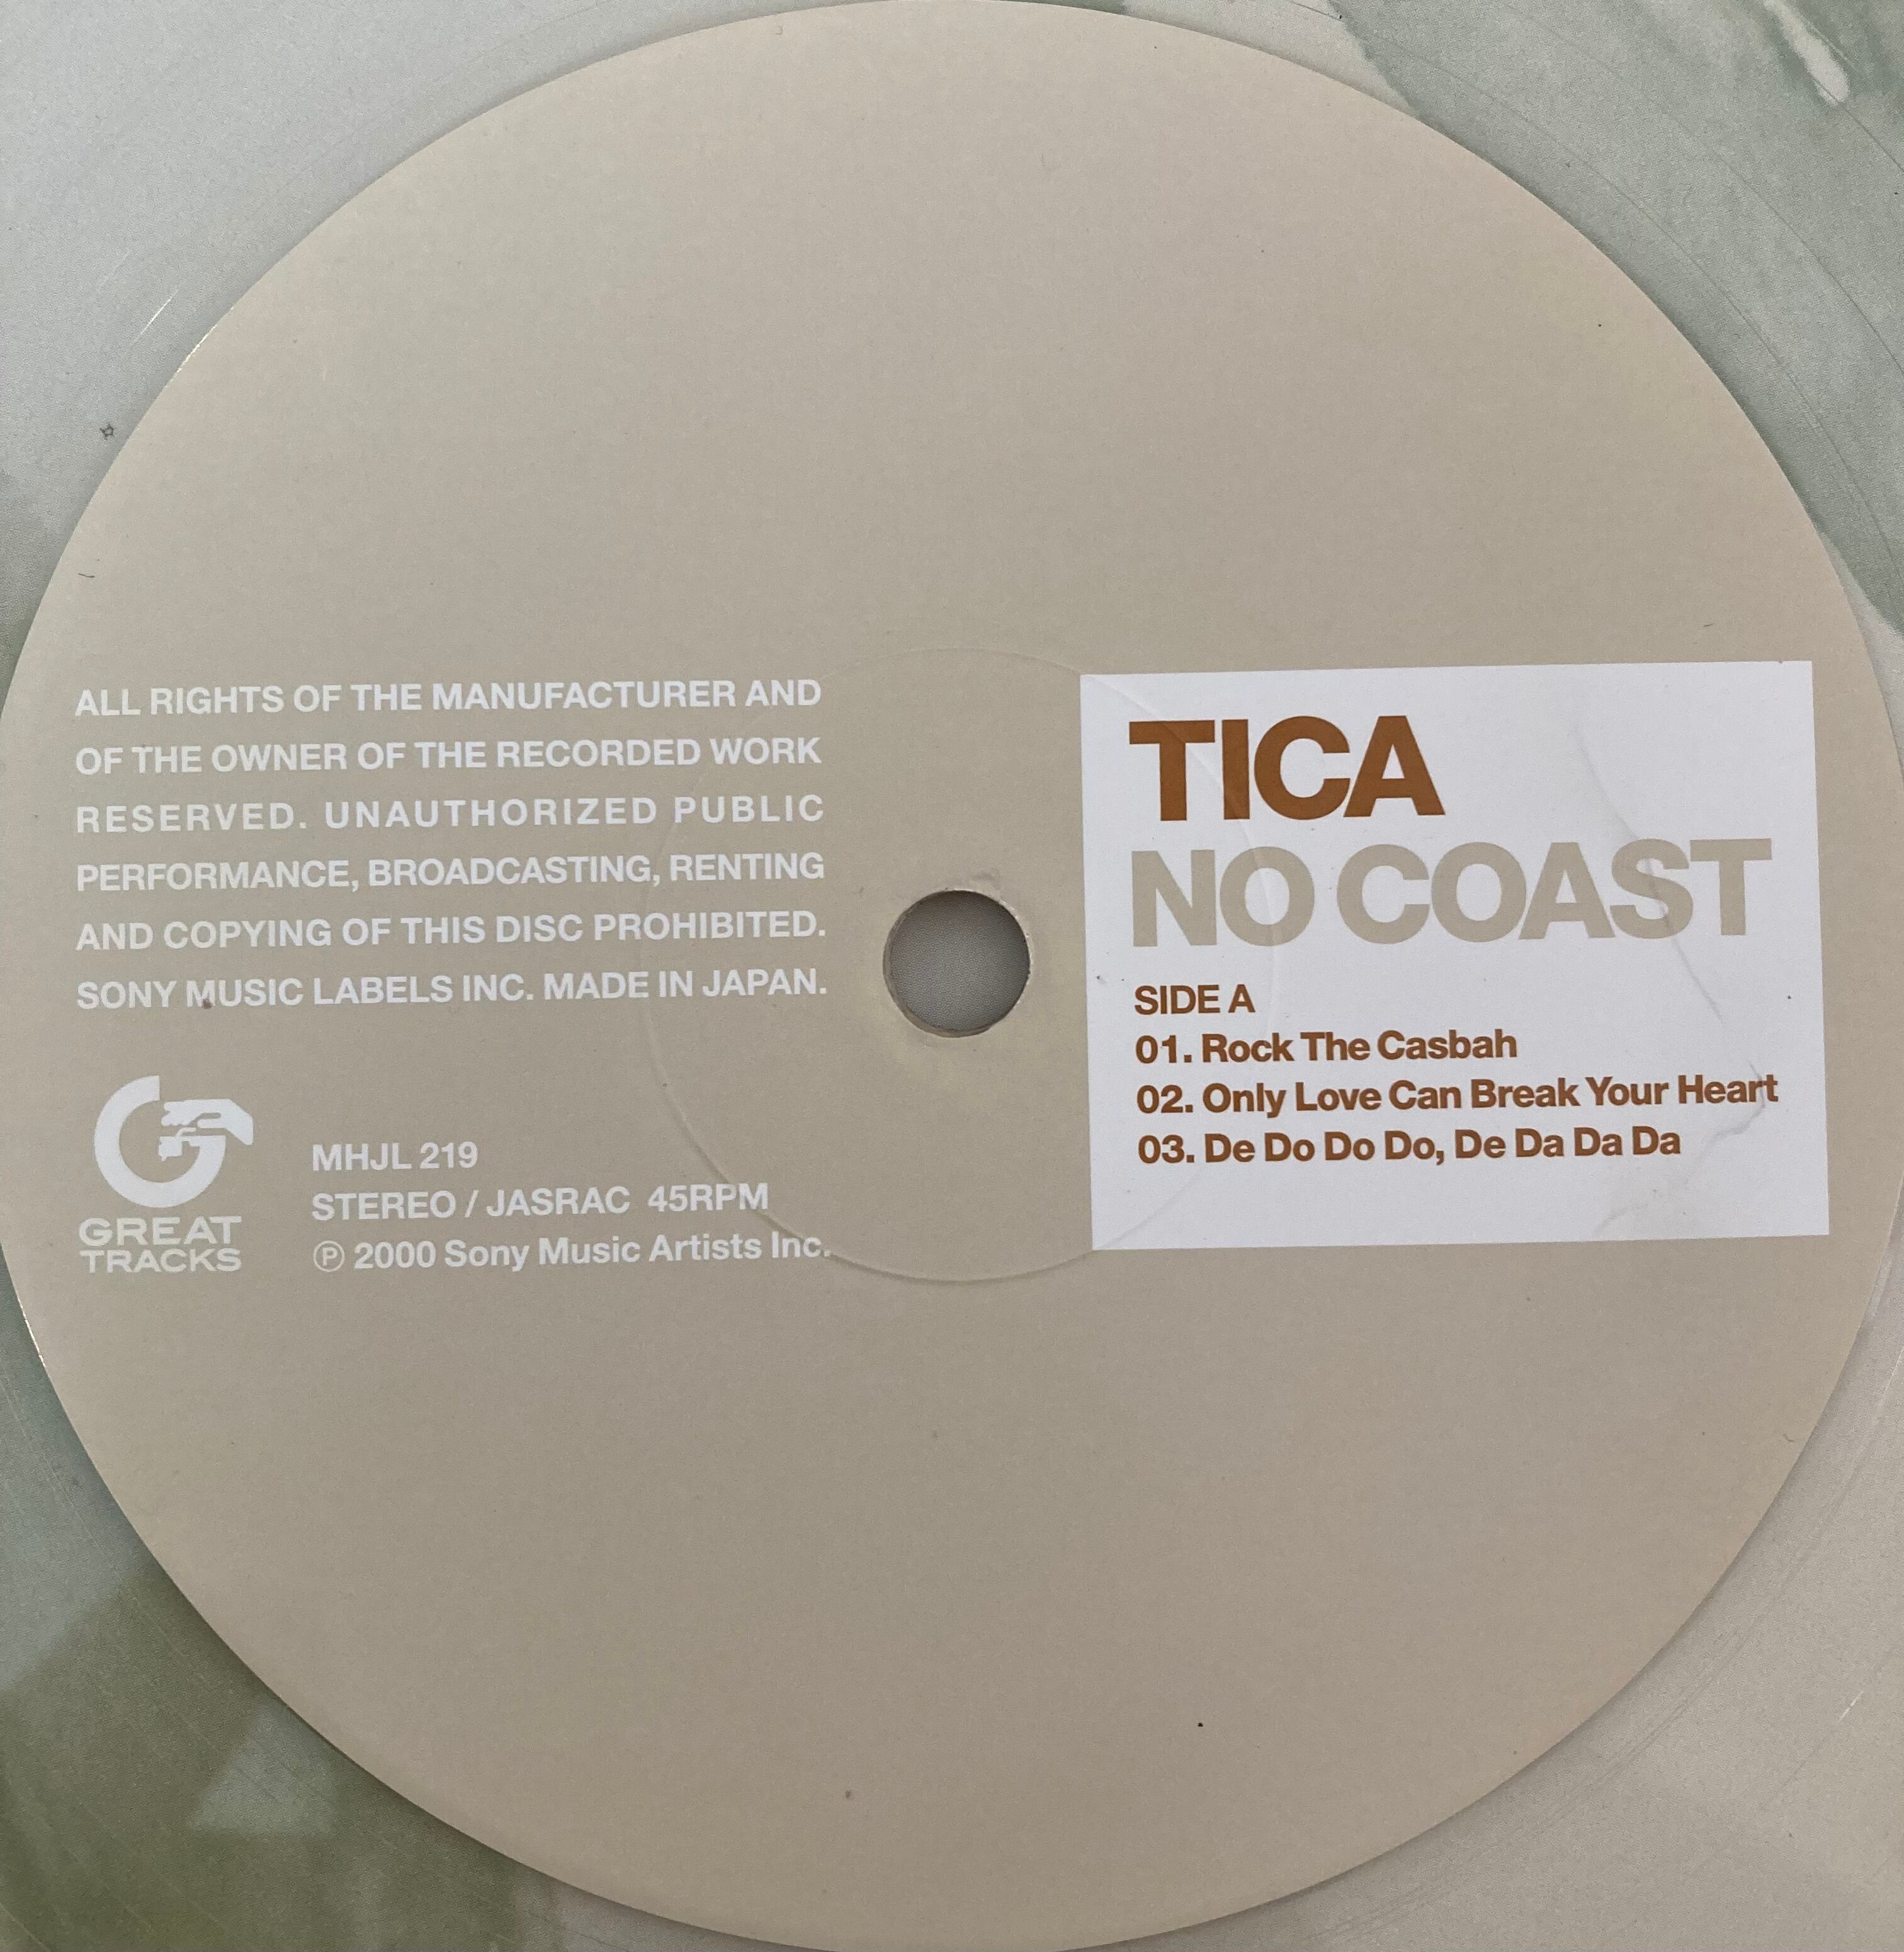 ALL RIGHTS OF THE MANUFACTURER AND
OF THE OWNER OF THE RECORDED WORK
RESERVED. UNAUTHORIZED PUBLIC
PERFORMANCE, BROADCASTING, RENTING
AND COPYING OF THIS DISC PROHIBITED.
SONY MUSIC LABELS INC. MADE IN JAPAN.
GREAT
TRACKS
MHJL 219
STEREO / JASRAC 45RPM
℗ 2000 Sony Music Artists Inc.
TICA
NO COAST
SIDE A
01. Rock The Casbah
02. Only Love Can Break Your Heart
03. De Do Do Do, De Da Da Da